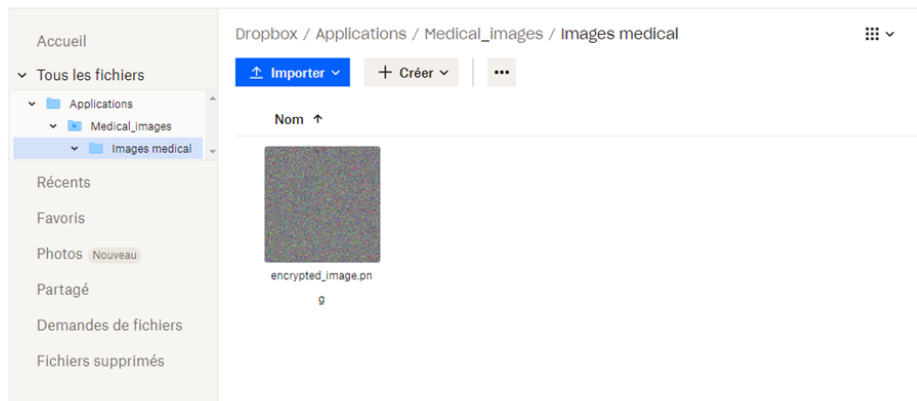 Accueil
Tous les fichiers
Applications
Medical_images
Images medical
Récents
Favoris
Photos Nouveau
Partagé
Demandes de fichiers
Fichiers supprimés
Dropbox / Applications / Medical_images / Images medical
Importer
+ Créer
Nom ↑
encrypted_image.pn
g